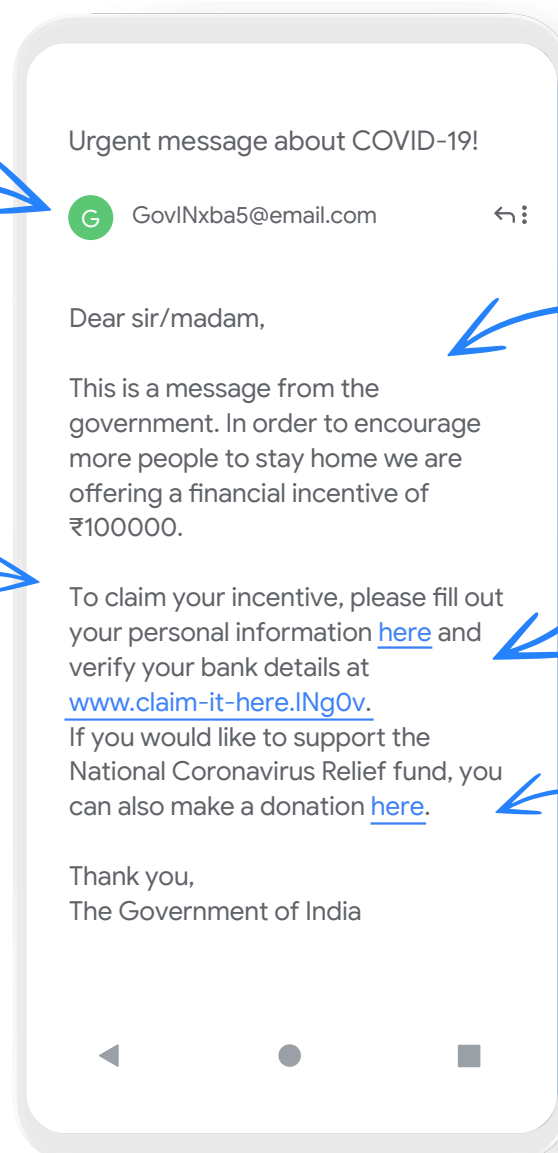 Urgent message about COVID-19!
G GovINxba5@email.com
Dear sir/madam,
This is a message from the
government. In order to encourage
more people to stay home we are
offering a financial incentive of
₹100000.
To claim your incentive, please fill out
your personal information here and
verify your bank details at
www.claim-it-here.INg0v.
If you would like to support the
National Coronavirus Relief fund, you
can also make a donation here.
Thank you,
The Government of India